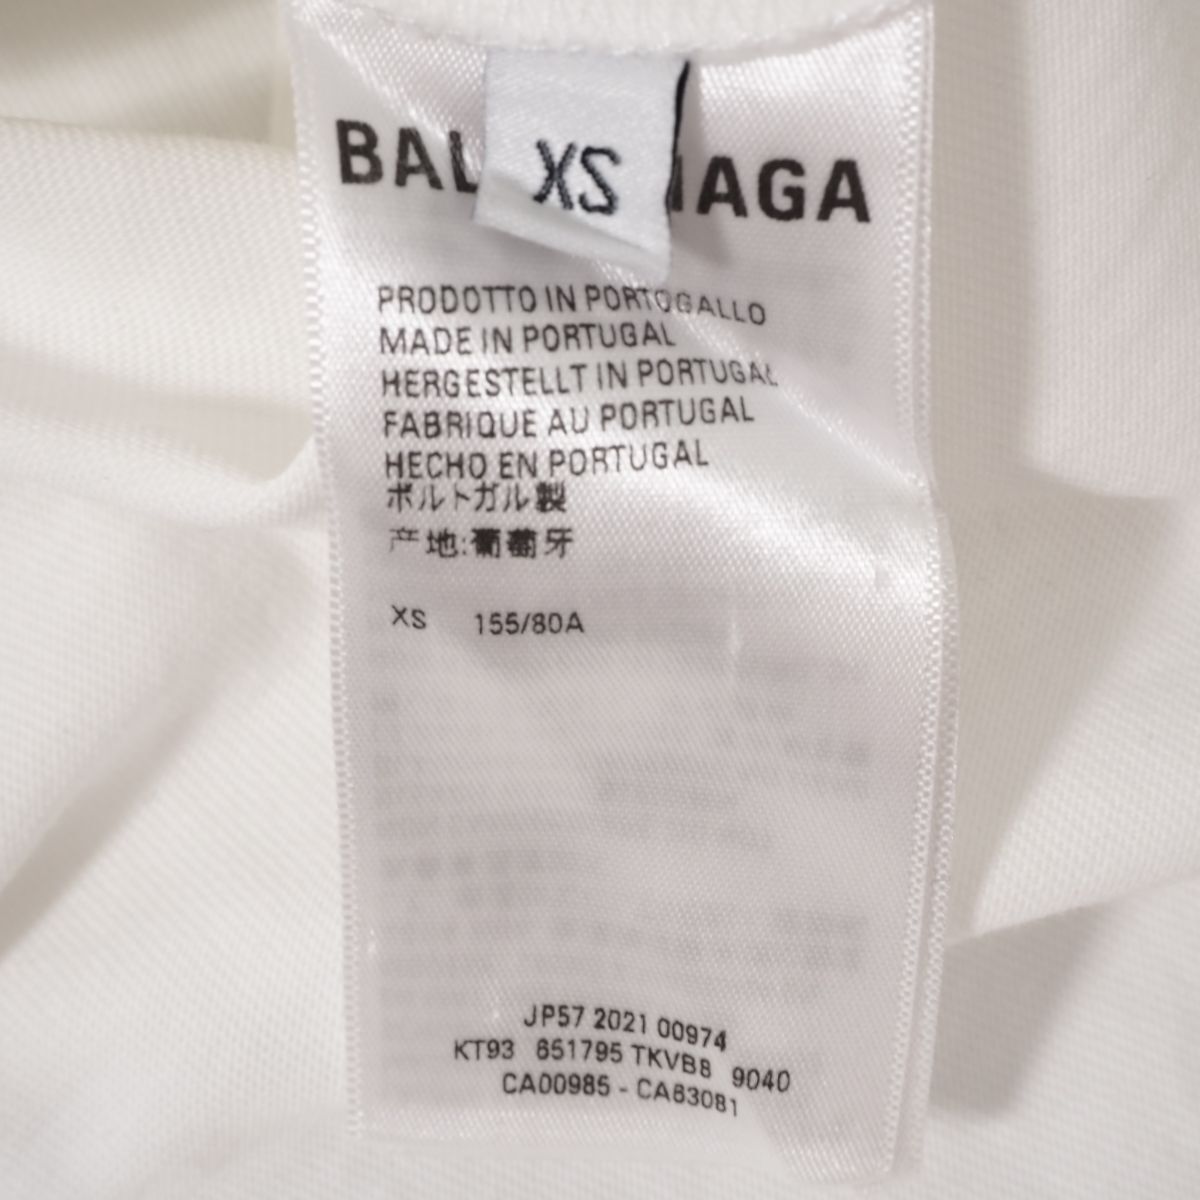 BAL XS NAGA
PRODOTTO IN PORTOGALLO
MADE IN PORTUGAL
HERGESTELLT IN PORTUGAL
FABRIQUE AU PORTUGAL
HECHO EN PORTUGAL
ポルトガル製
产地:葡萄牙
XS 155/80A
JP57 2021 00974
KT93 651795 TKVB8 9040
CA00985 - CA63081